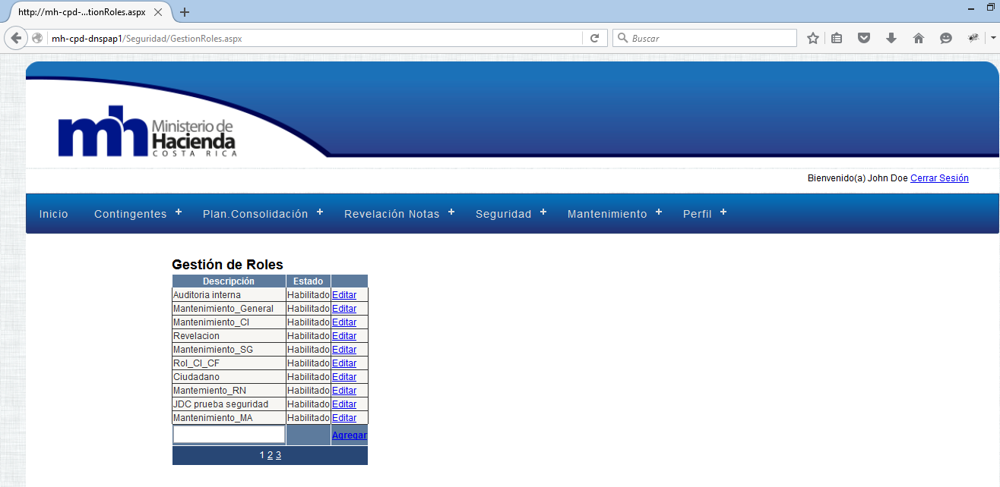 http://mh-cpd-...tionRoles.aspx
mh-cpd-dnspap1/Seguridad/GestionRoles.aspx
Buscar
mh Ministerio de
Hacienda
COSTA RICA
Bienvenido(a) John Doe Cerrar Sesión
Inicio Contingentes + Plan.Consolidación + Revelación Notas + Seguridad + Mantenimiento + Perfil +
Gestión de Roles
Descripción Estado
Auditoria interna Habilitado Editar
Mantenimiento_General Habilitado Editar
Mantenimiento_CI Habilitado Editar
Revelacion Habilitado Editar
Mantenimiento_SG Habilitado Editar
Rol_CI_CF Habilitado Editar
Ciudadano Habilitado Editar
Mantemiento_RN Habilitado Editar
JDC prueba seguridad Habilitado Editar
Mantenimiento_MA Habilitado Editar
Agregar
1 2 3